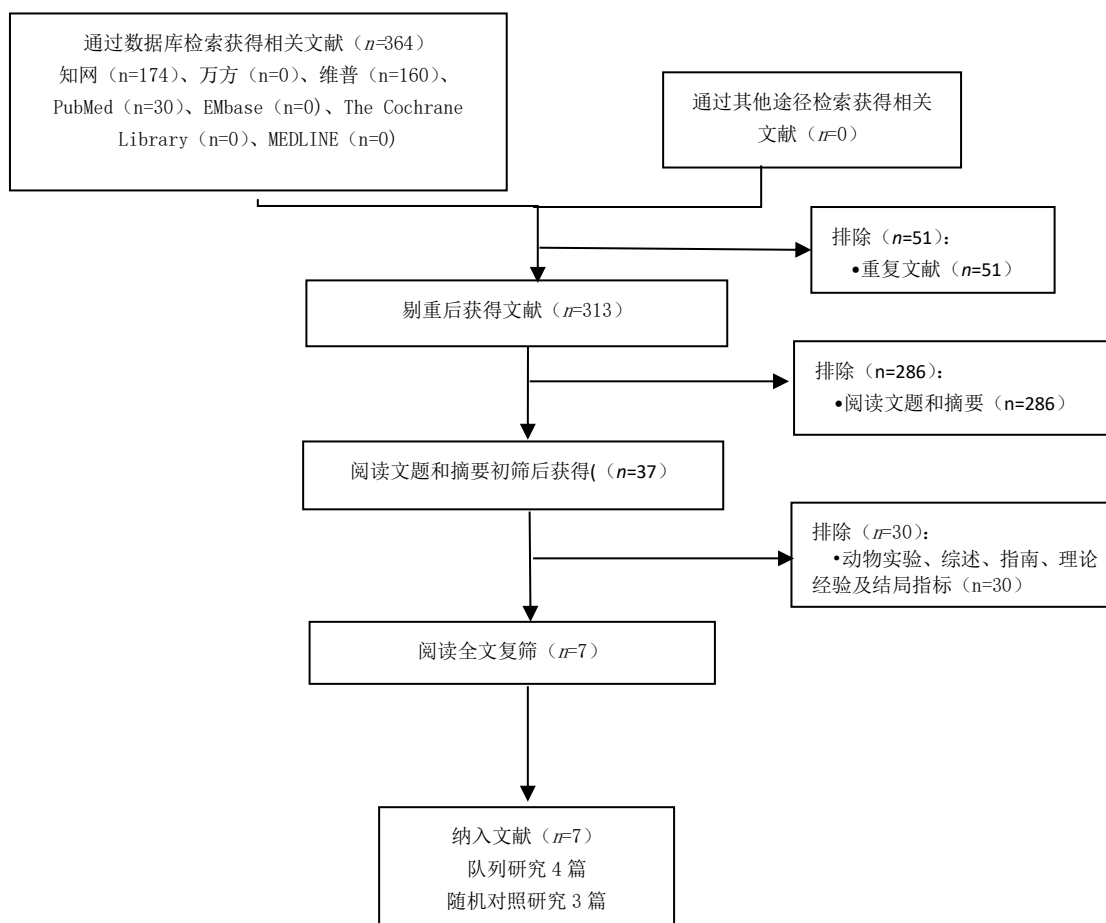 通过数据库检索获得相关文献（n=364）
知网（n=174）、万方（n=0）、维普（n=160）、
PubMed（n=30）、EMbase（n=0)、The Cochrane
Library（n=0）、MEDLINE（n=0)
通过其他途径检索获得相关
文献（n=0）
排除（n=51）：
•重复文献（n=51）
剔重后获得文献（n=313）
排除（n=286）：
•阅读文题和摘要（n=286）
阅读文题和摘要初筛后获得(（n=37）
排除（n=30）：
•动物实验、综述、指南、理论
经验及结局指标（n=30）
阅读全文复筛（n=7）
纳入文献（n=7）
队列研究 4 篇
随机对照研究 3 篇